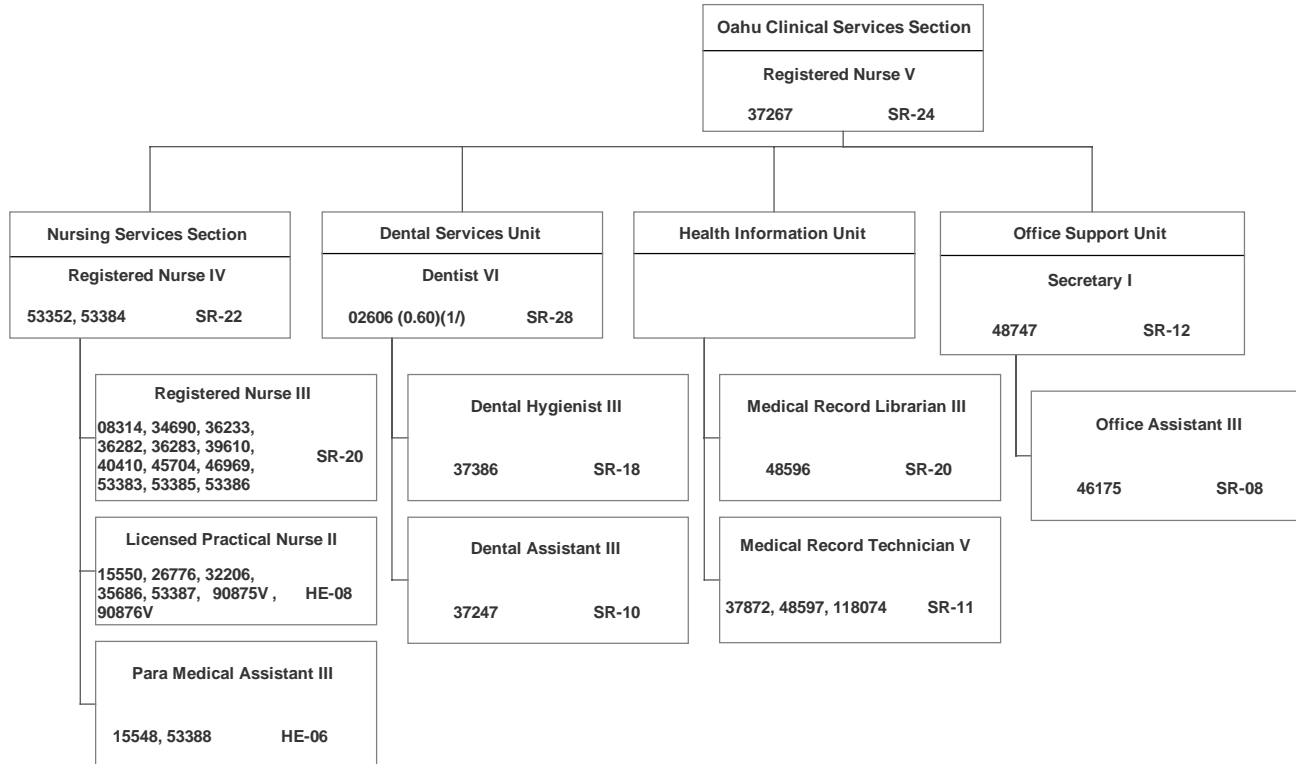 Oahu Clinical Services Section
Registered Nurse V
37267 SR-24
Nursing Services Section
Registered Nurse IV
53352, 53384 SR-22
Dental Services Unit
Dentist VI
02606 (0.60)(1/) SR-28
Health Information Unit
Office Support Unit
Secretary I
48747 SR-12
Registered Nurse III
08314, 34690, 36233,
36282, 36283, 39610,
40410, 45704, 46969,
53383, 53385, 53386
SR-20
Licensed Practical Nurse II
15550, 26776, 32206,
35686, 53387, 90875V ,
90876V
HE-08
Para Medical Assistant III
15548, 53388 HE-06
Dental Hygienist III
37386 SR-18
Dental Assistant III
37247 SR-10
Medical Record Librarian III
48596 SR-20
Medical Record Technician V
37872, 48597, 118074 SR-11
Office Assistant III
46175 SR-08